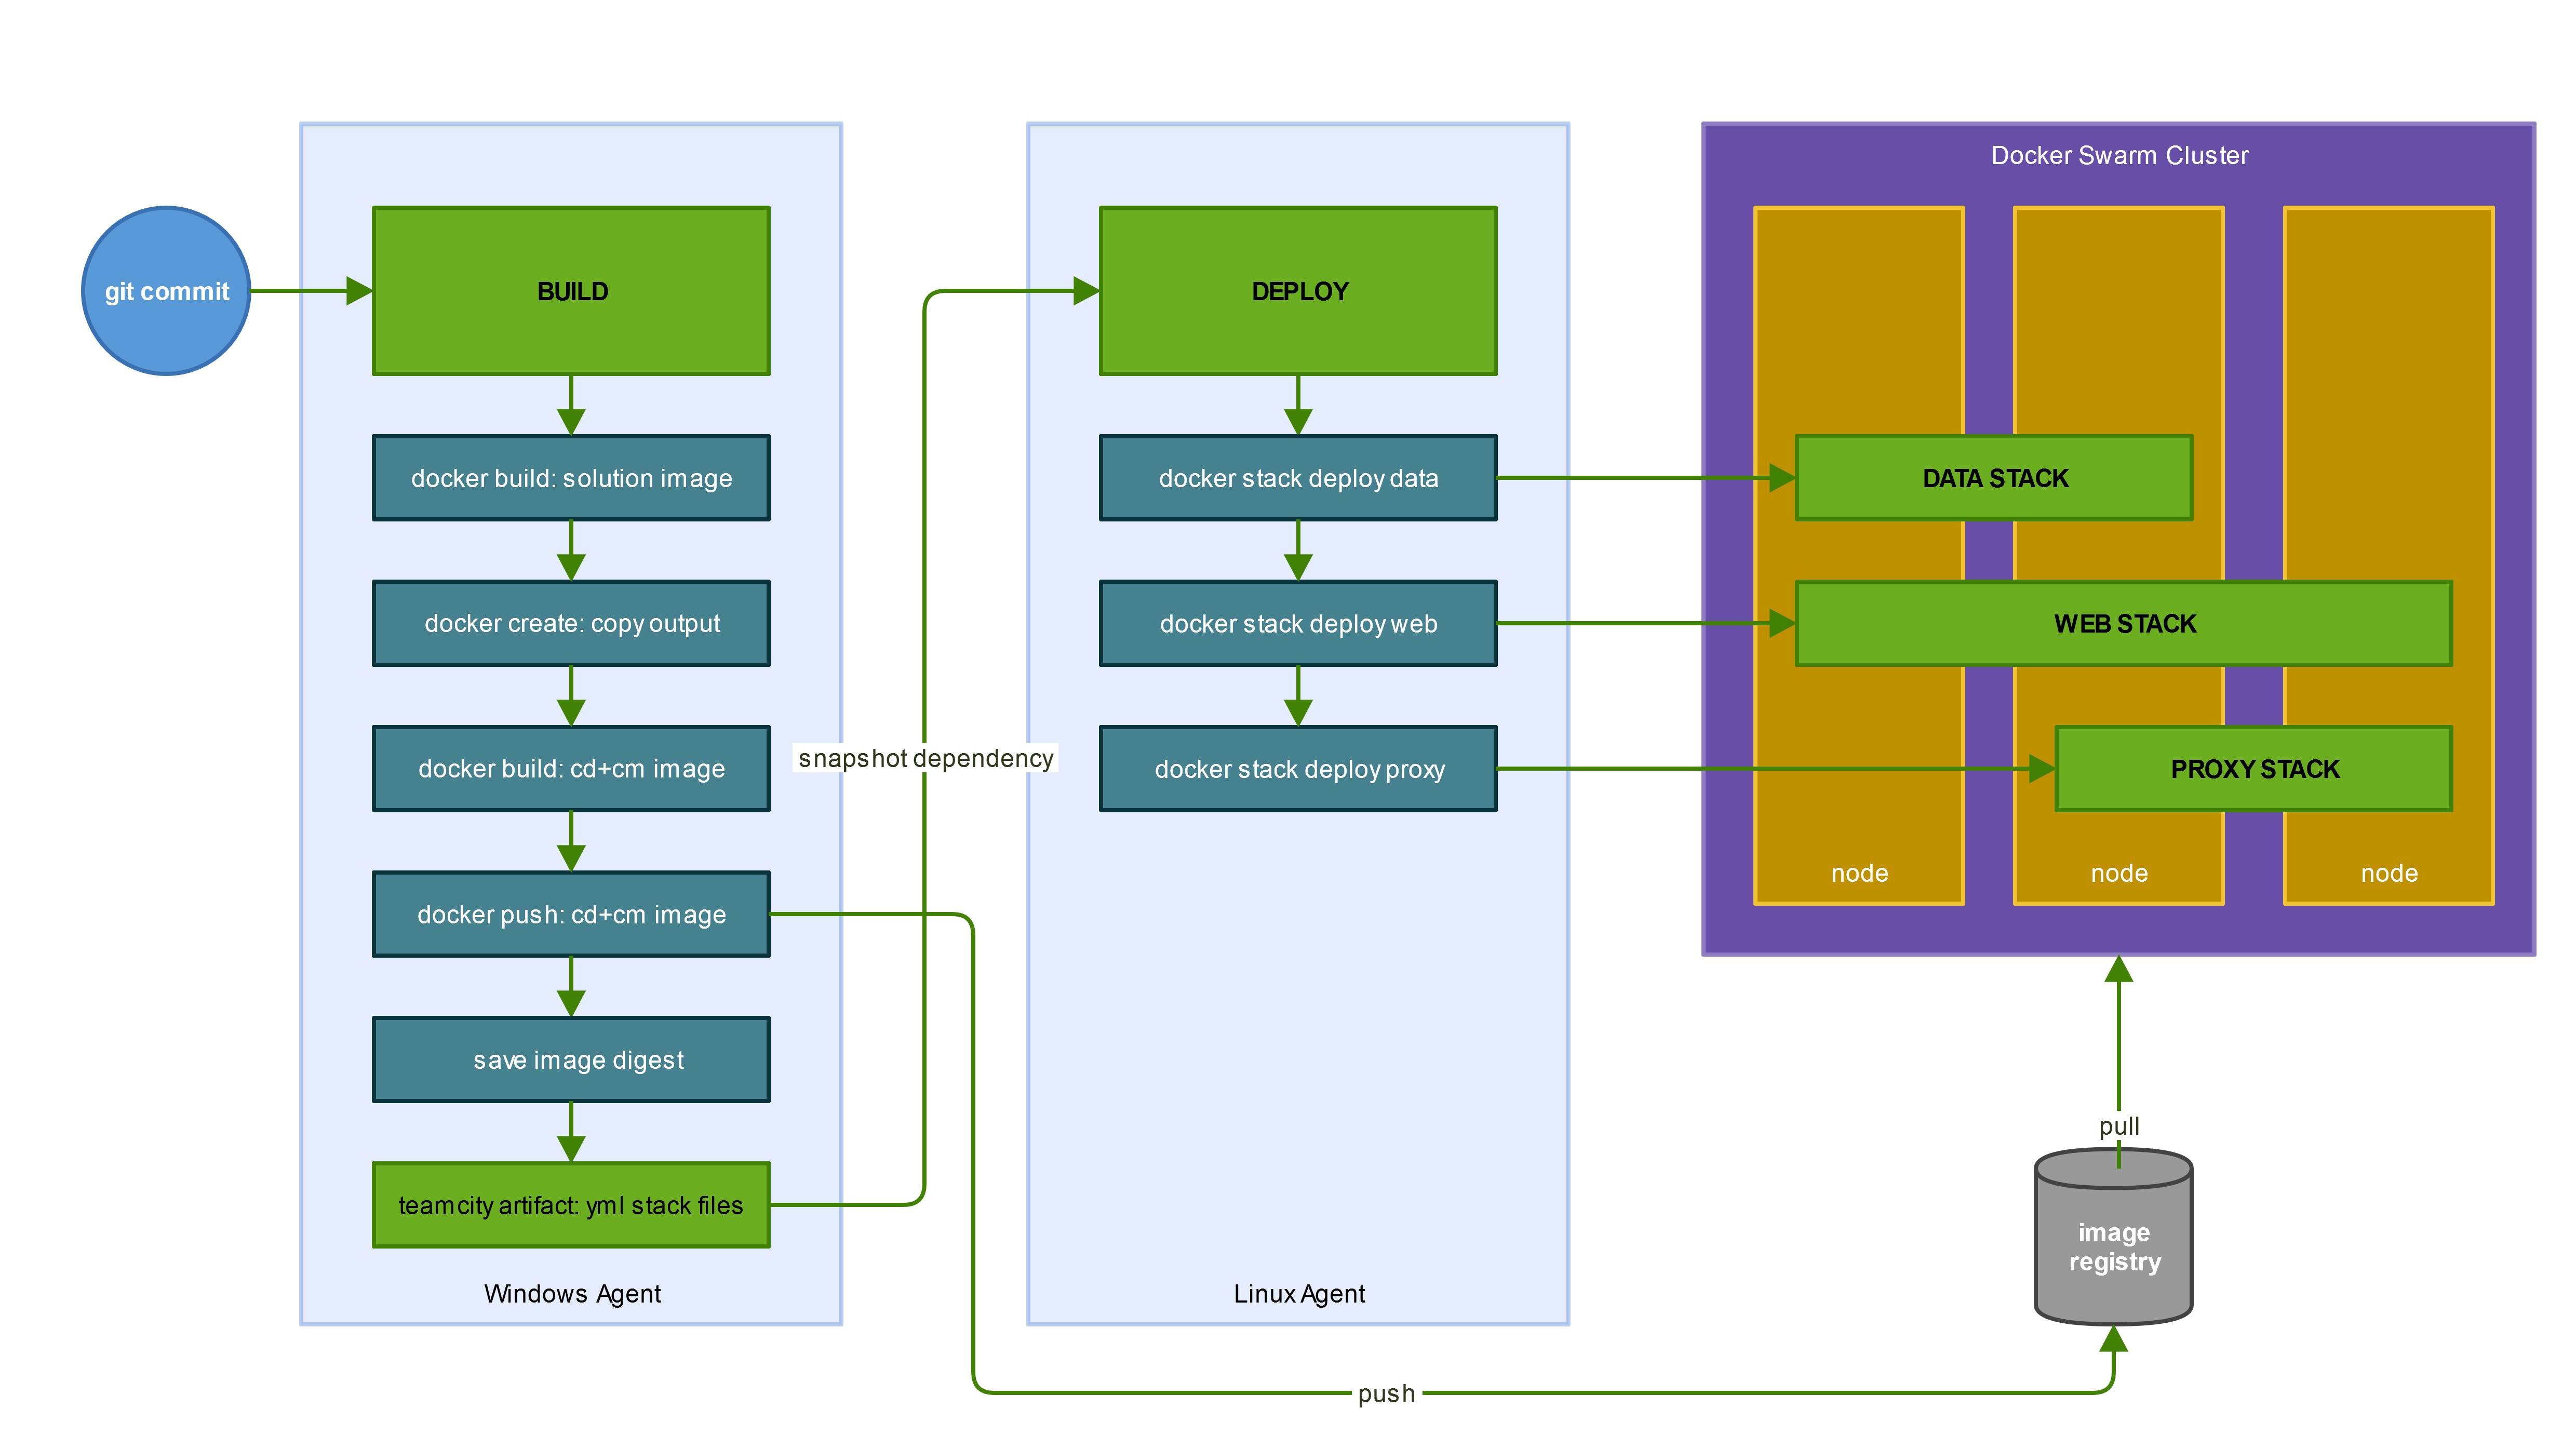 git commit
BUILD
docker build: solution image
docker create: copy output
docker build: cd+cm image
docker push: cd+cm image
save image digest
teamcity artifact: yml stack files
Windows Agent
snapshot dependency
DEPLOY
docker stack deploy data
docker stack deploy web
docker stack deploy proxy
Linux Agent
Docker Swarm Cluster
DATA STACK
WEB STACK
PROXY STACK
node
node
node
pull
image
registry
push